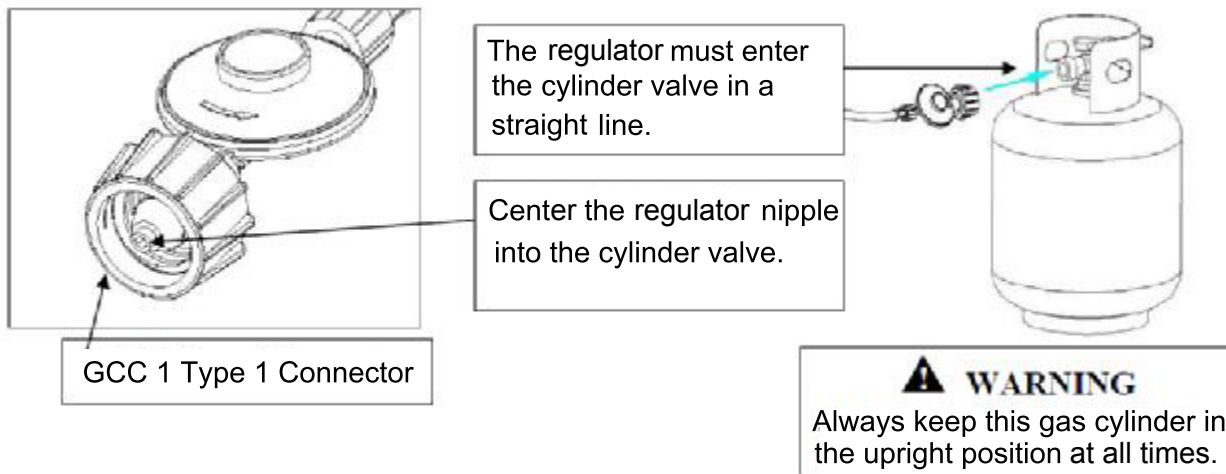 The regulator must enter
the cylinder valve in a
straight line.
Center the regulator nipple
into the cylinder valve.
GCC 1 Type 1 Connector
WARNING
Always keep this gas cylinder in
the upright position at all times.